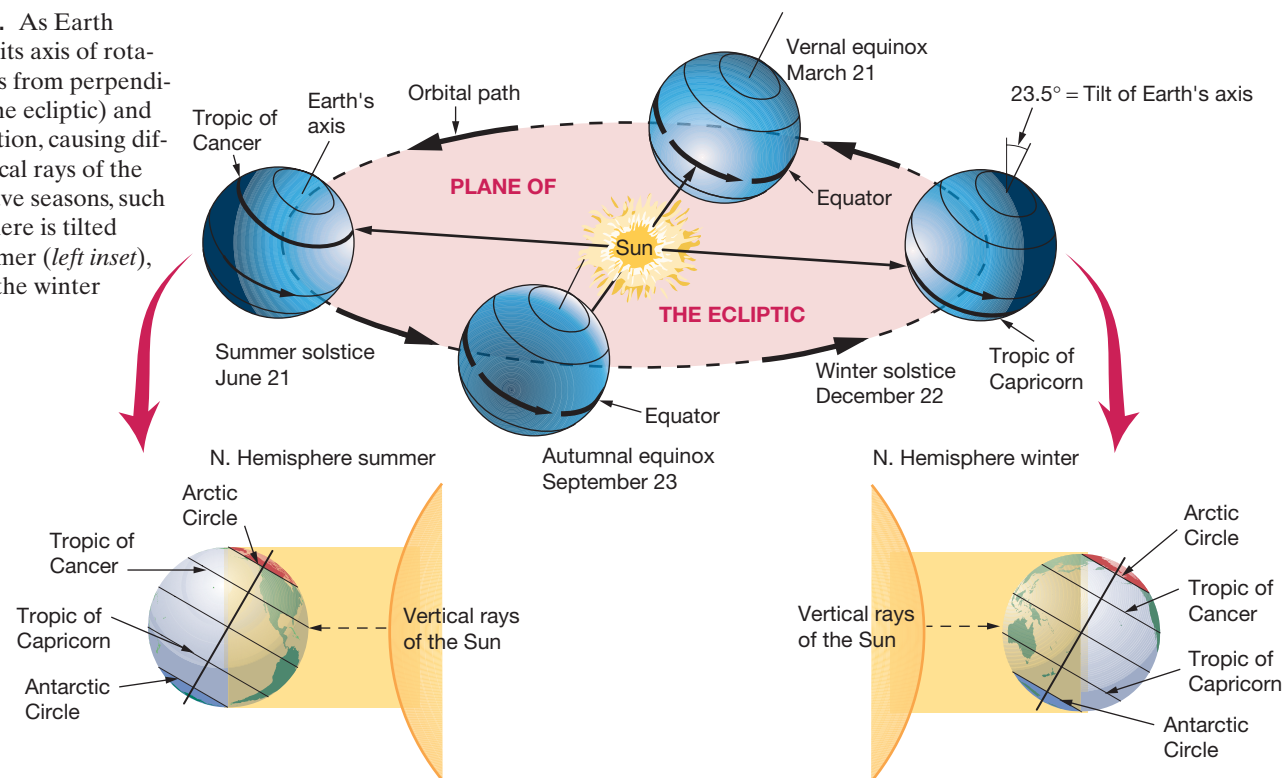 . As Earth
its axis of rota-
s from perpendi-
ne ecliptic) and
tion, causing dif-
cal rays of the
ve seasons, such
here is tilted
mer (left inset),
the winter
Vernal equinox
March 21
23.5° = Tilt of Earth's axis
Orbital path
Earth's
axis
Tropic of
Cancer
PLANE OF
Equator
Sun
THE ECLIPTIC
Summer solstice
June 21
Equator
Winter solstice
December 22
Tropic of
Capricorn
Autumnal equinox
September 23
N. Hemisphere summer
Arctic
Circle
Tropic of
Cancer
Tropic of
Capricorn
Antarctic
Circle
Vertical rays
of the Sun
N. Hemisphere winter
Vertical rays
of the Sun
Arctic
Circle
Tropic of
Cancer
Tropic of
Capricorn
Antarctic
Circle